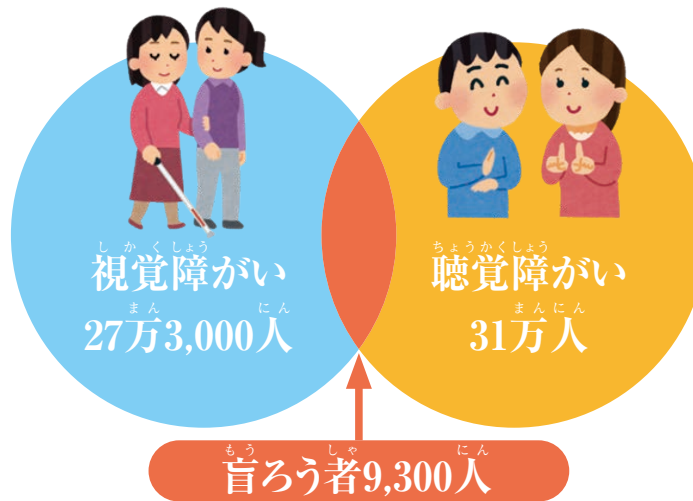 しかくしょう
視覚障がい
まん にん
27万3,000人
ちょうかくしょう
聴覚障がい
まんにん
31万人
もう しゃ にん
盲ろう者9,300人